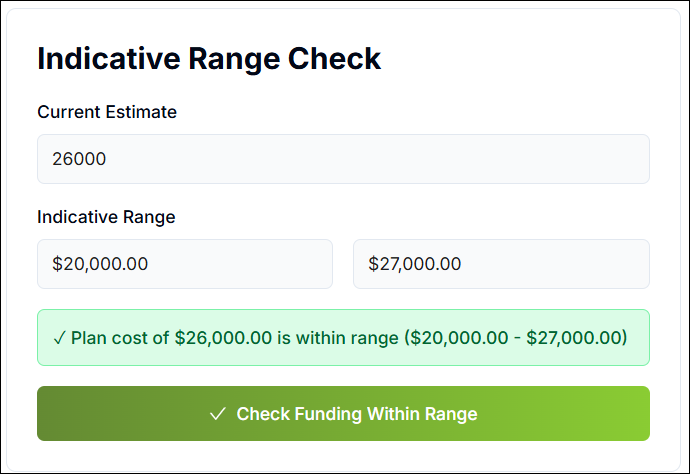 Indicative Range Check
Current Estimate
26000
Indicative Range
$20,000.00 $27,000.00
✓ Plan cost of $26,000.00 is within range ($20,000.00 - $27,000.00)
✓ Check Funding Within Range